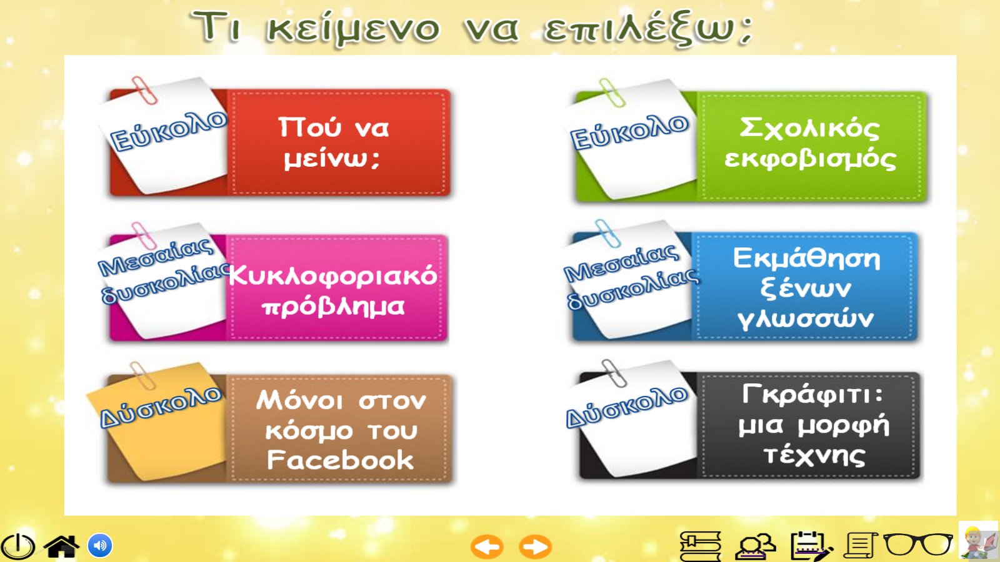 Τι κείμενο να επιλέξω;
Εύκολο
Πού να
μείνω;
Εύκολο
Σχολικός
εκφοβισμός
Μεσαίας
δυσκολίας
Κυκλοφοριακό
πρόβλημα
Μεσαίας
δυσκολίας
Εκμάθηση
ξένων
γλωσσών
Δύσκολο
Μόνοι στον
κόσμο του
Facebook
Δύσκολο
Γκράφιτι:
μια μορφή
τέχνης